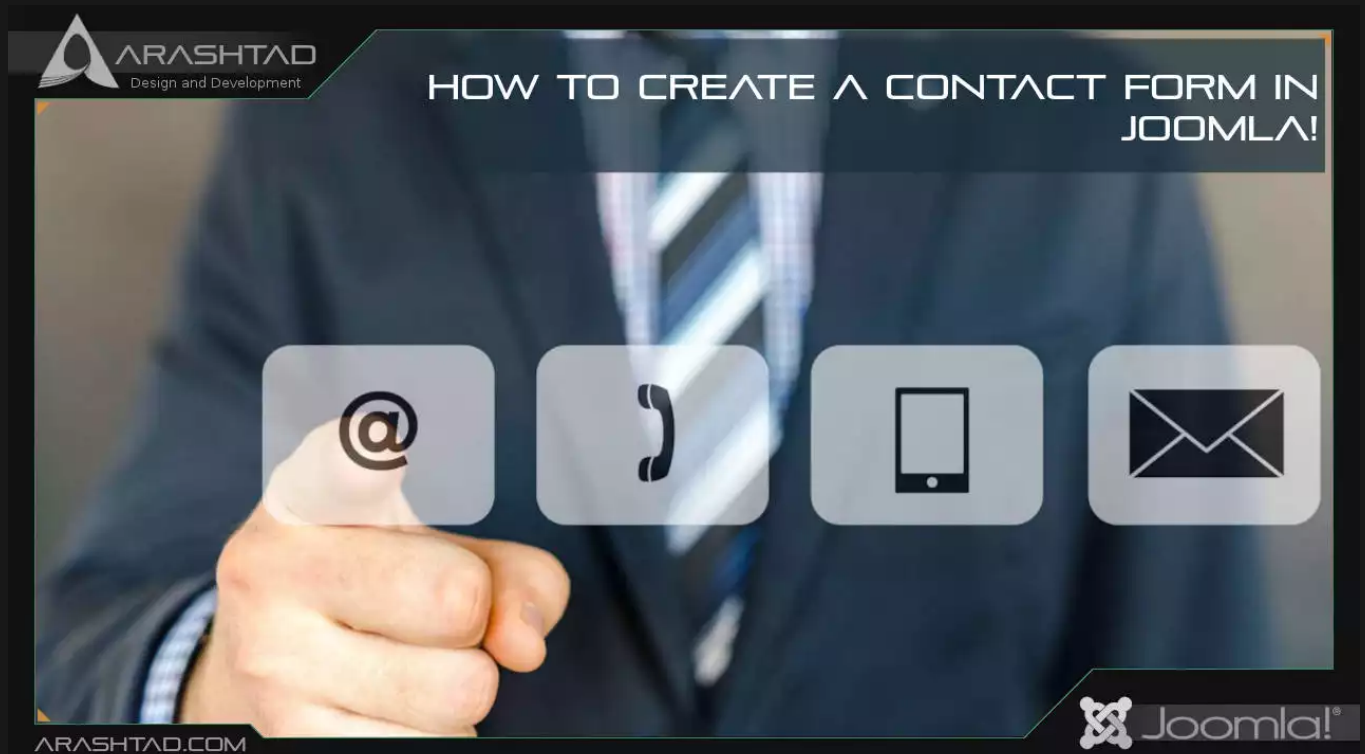 ARASHTAD
Design and Development
HOW TO CREATE A CONTACT FORM IN
JOOMLA!
@
ARASHTAD.COM
Joomla!®